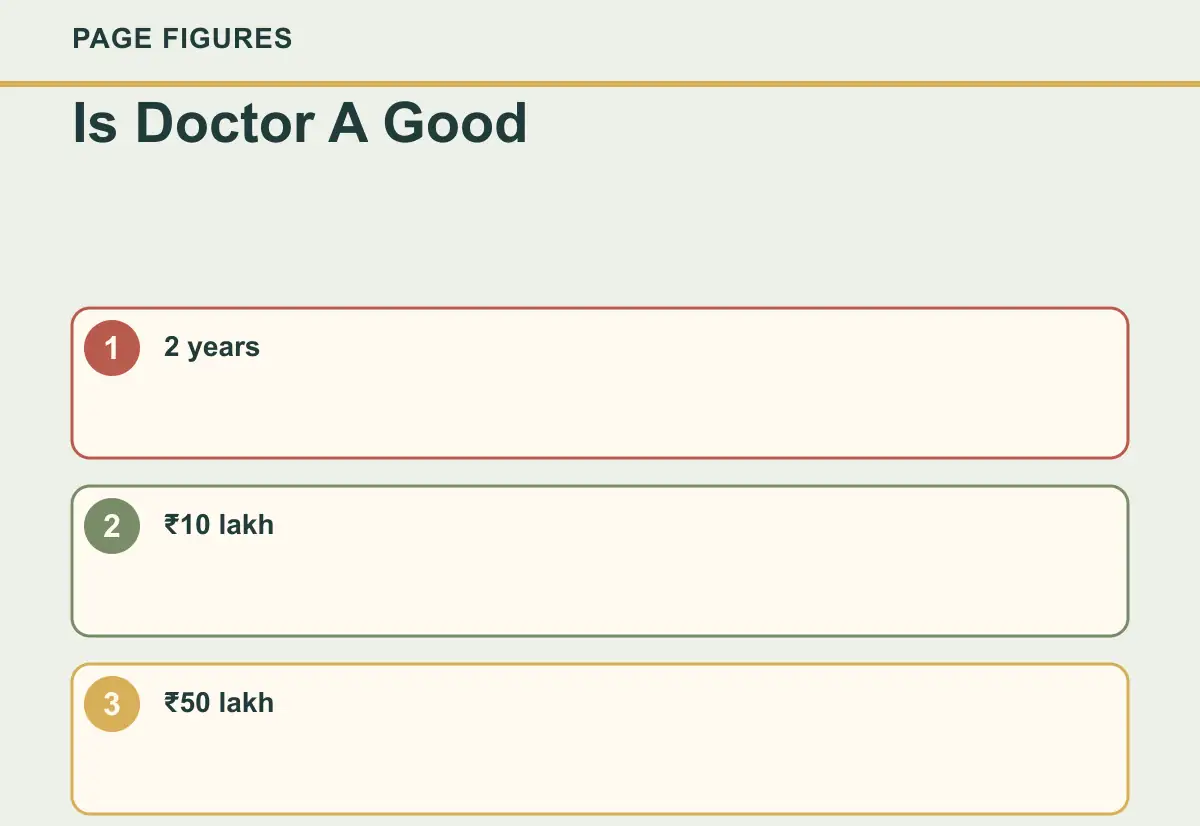 PAGE FIGURES
Is Doctor A Good
1 2 years
2 ₹10 lakh
3 ₹50 lakh